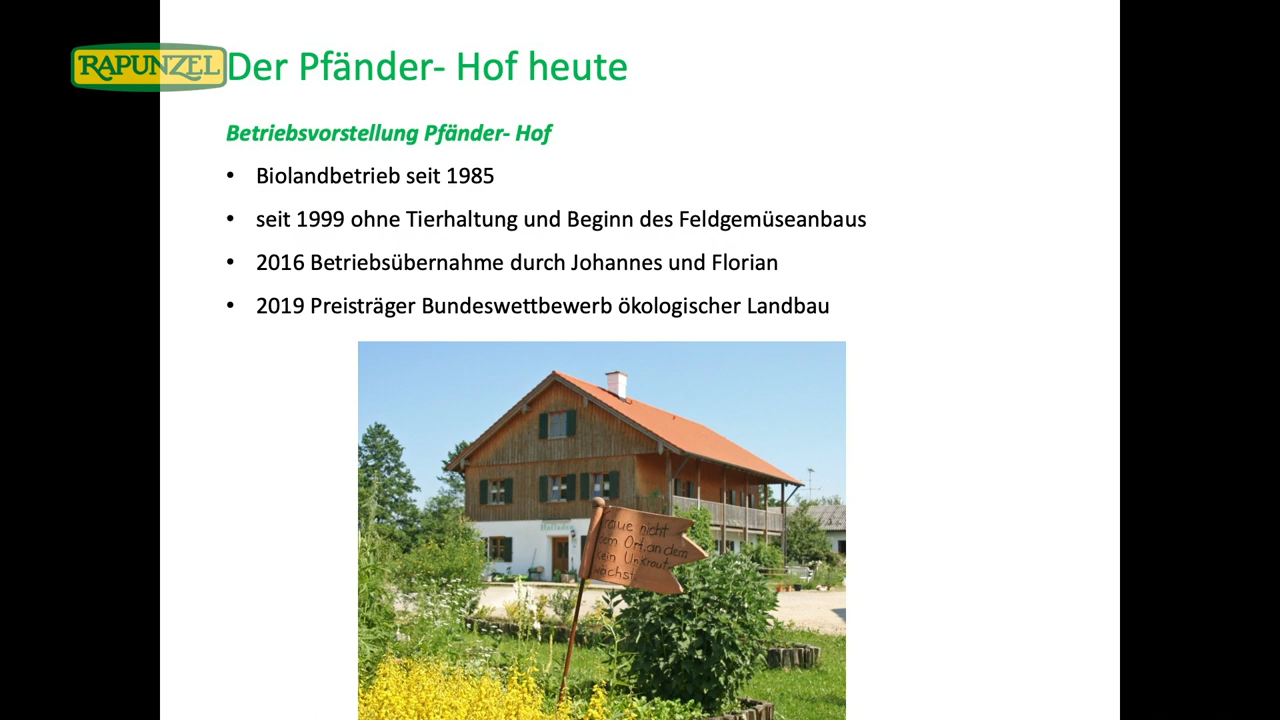 RAPUNZEL
Der Pfänder- Hof heute
Betriebsvorstellung Pfänder- Hof
• Biolandbetrieb seit 1985
• seit 1999 ohne Tierhaltung und Beginn des Feldgemüseanbaus
• 2016 Betriebsübernahme durch Johannes und Florian
• 2019 Preisträger Bundeswettbewerb ökologischer Landbau
Hofladen
raue nicht
em Ort, an dem
kein Unkraut
wächst